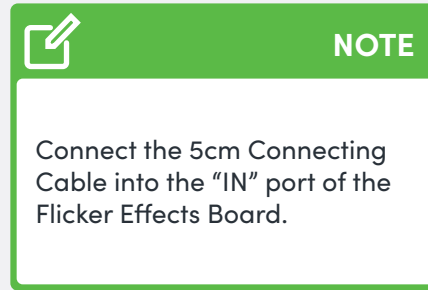 NOTE
Connect the 5cm Connecting
Cable into the “IN” port of the
Flicker Effects Board.